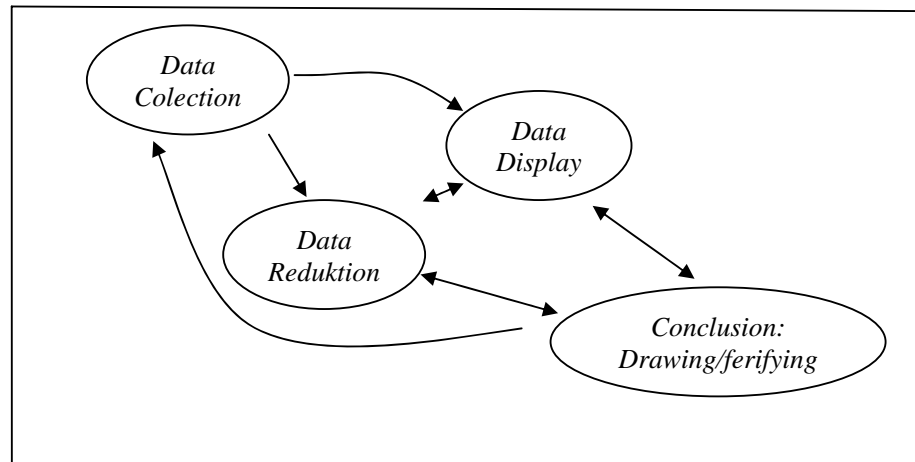 Data
Colection
Data
Display
Data
Reduktion
Conclusion:
Drawing/ferifying